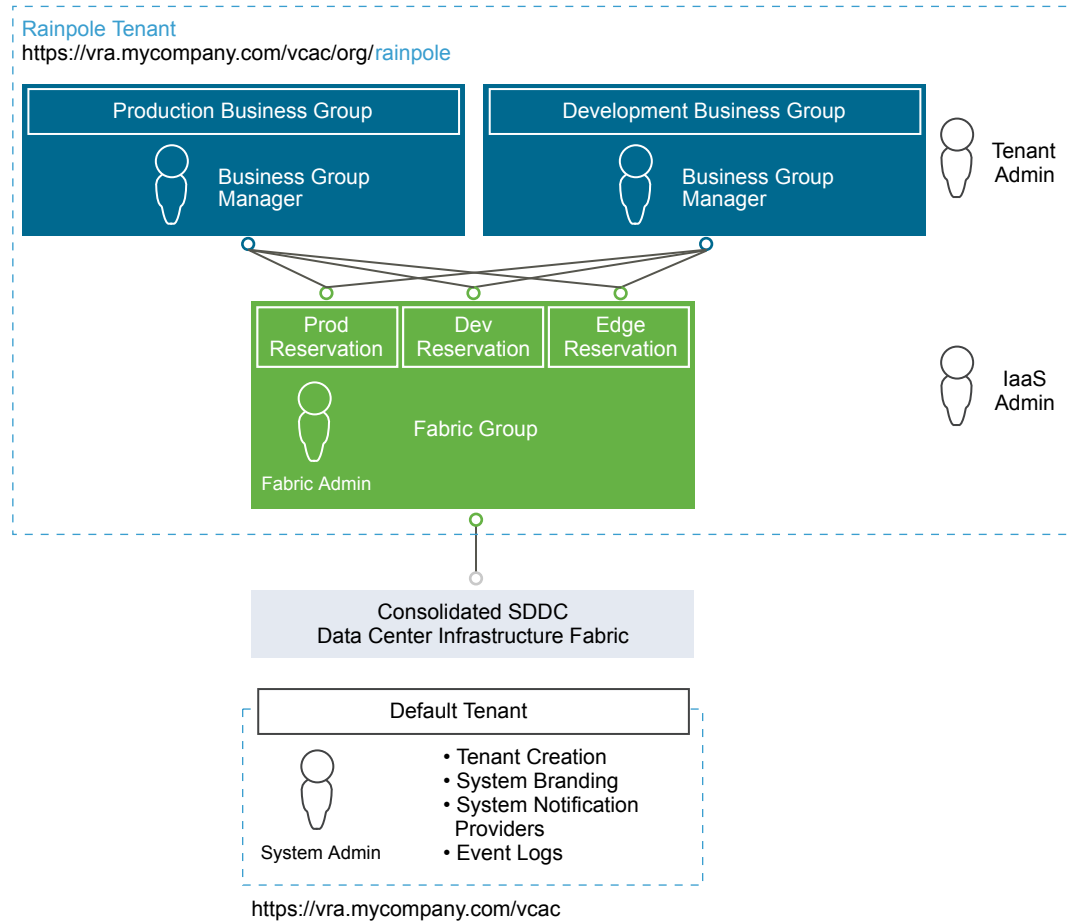 Rainpole Tenant
https://vra.mycompany.com/vcac/org/rainpole
Production Business Group
Business Group
Manager
Development Business Group
Business Group
Manager
Tenant
Admin
Prod
Reservation
Dev
Reservation
Edge
Reservation
Fabric Group
Fabric Admin
IaaS
Admin
Consolidated SDDC
Data Center Infrastructure Fabric
Default Tenant
System Admin
• Tenant Creation
• System Branding
• System Notification
Providers
• Event Logs
https://vra.mycompany.com/vcac